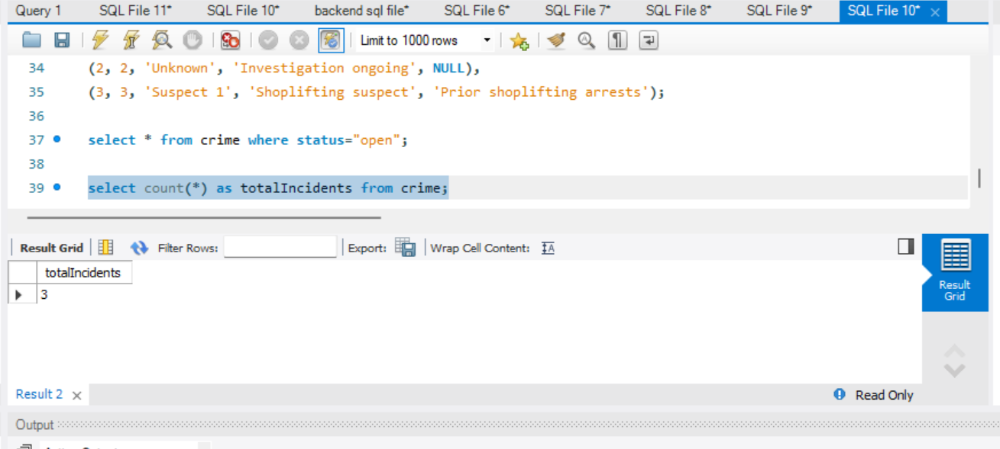 Query 1 SQL File 11* SQL File 10* backend sql file* SQL File 6* SQL File 7* SQL File 8* SQL File 9* SQL File 10*
Limit to 1000 rows
34 (2, 2, 'Unknown', 'Investigation ongoing', NULL),
35 (3, 3, 'Suspect 1', 'Shoplifting suspect', 'Prior shoplifting arrests');
36
37 select * from crime where status="open";
38
39 select count(*) as totalIncidents from crime;
Result Grid Filter Rows: Export: Wrap Cell Content:
totalIncidents
3
Result
Grid
Result 2 Read Only
Output